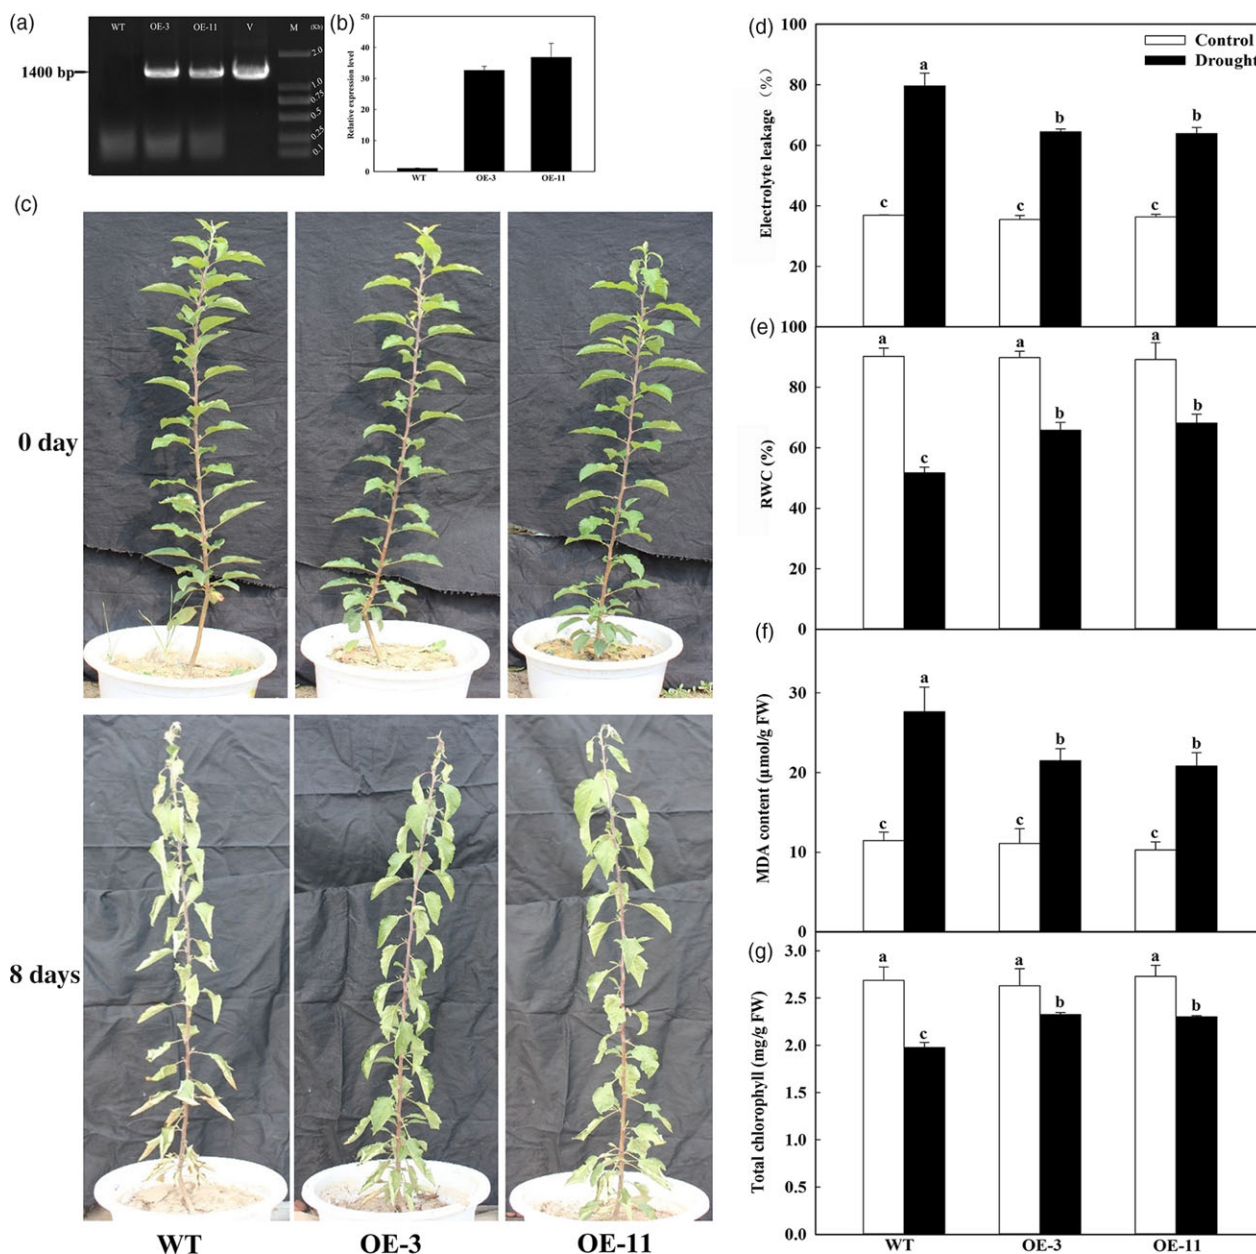 (a)
WT OE-3 OE-11 V M (Kb)
1400 bp
2.0
1.0
0.75
0.5
0.25
0.1
(b)
Relative expression level
50
40
30
20
10
0
WT OE-3 OE-11
(c)
0 day
8 days
WT OE-3 OE-11
(d)
Control
Drought
Electrolyte leakage (%)
100
80
60
40
20
a
b
b
c
c
c
(e)
RWC (%)
100
80
60
40
20
0
a
a
a
c
b
b
(f)
MDA content (µmol/g FW)
30
20
10
0
a
b
b
c
c
c
(g)
Total chlorophyll (mg/g FW)
3.0
2.5
2.0
1.5
1.0
0.5
0.0
a
a
a
c
b
b
WT OE-3 OE-11